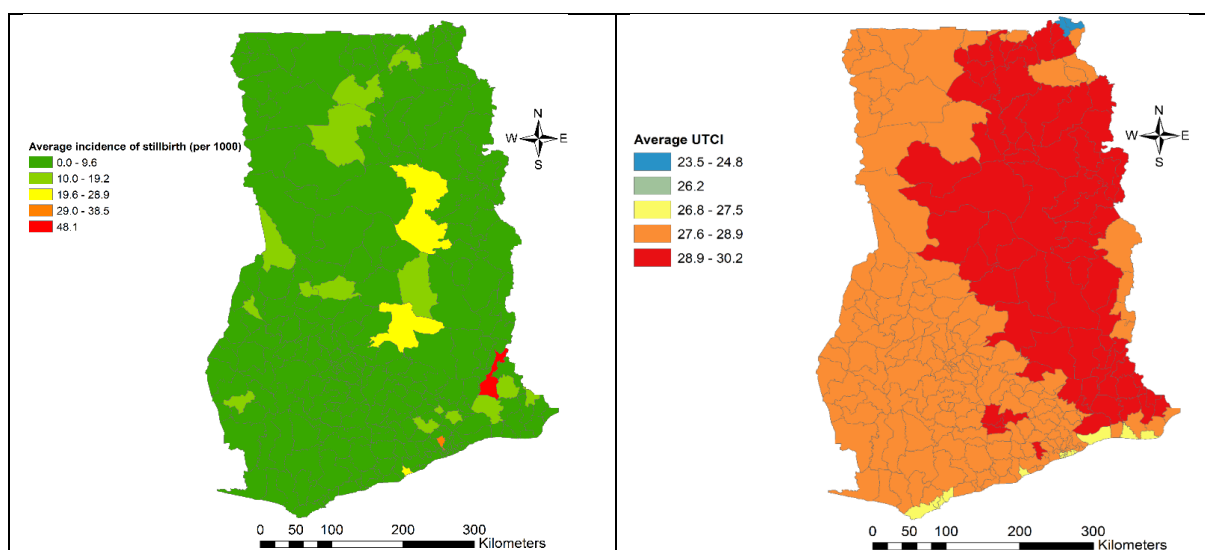 N
W E
S
Average incidence of stillbirth (per 1000)
0.0 - 9.6
10.0 - 19.2
19.6 - 28.9
29.0 - 38.5
48.1
0 50 100 200 300
Kilometers
N
W E
S
Average UTCI
23.5 - 24.8
26.2
26.8 - 27.5
27.6 - 28.9
28.9 - 30.2
0 50 100 200 300
Kilometers